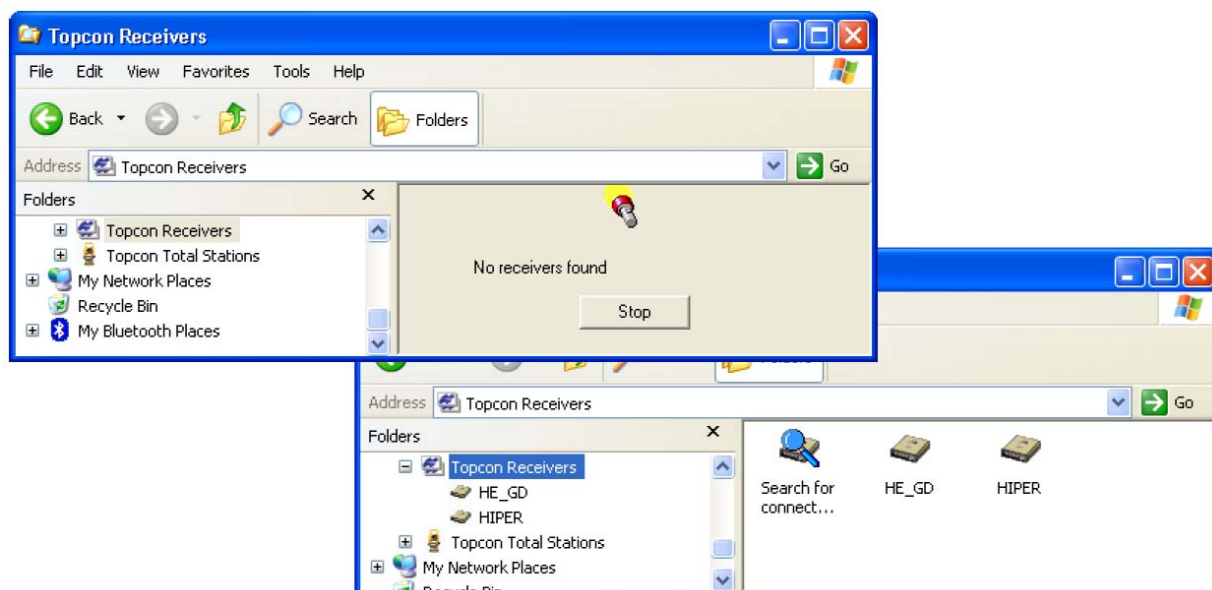 Topcon Receivers
File Edit View Favorites Tools Help
Back Search Folders
Address Topcon Receivers Go
Folders
Topcon Receivers
Topcon Total Stations
My Network Places
Recycle Bin
My Bluetooth Places
No receivers found
Stop
Address Topcon Receivers Go
Folders
Topcon Receivers
HE_GD
HIPER
Topcon Total Stations
My Network Places
Search for
connect...
HE_GD
HIPER